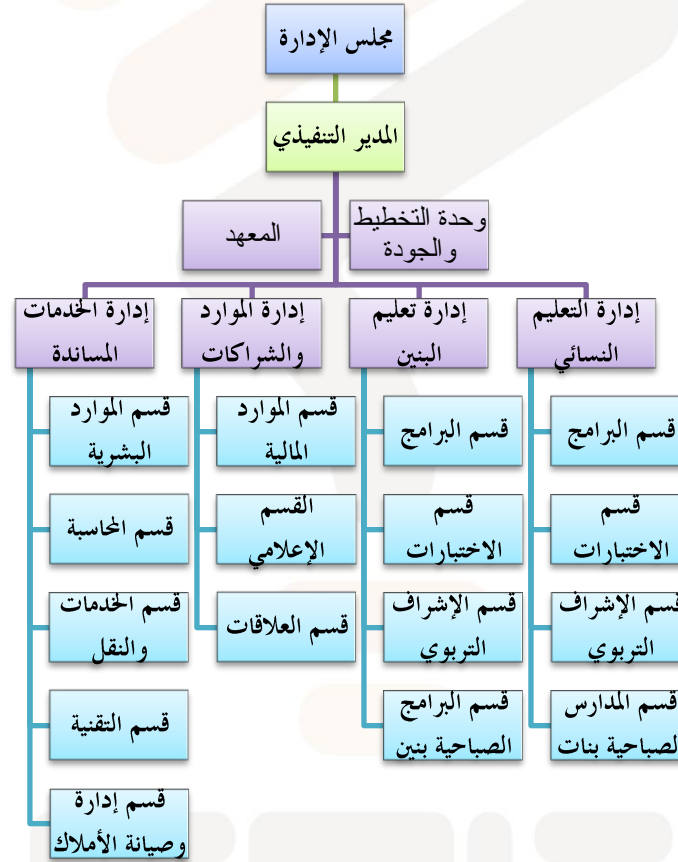 مجلس الإدارة
المدير التنفيذي
وحدة التخطيط
والجودة
المعهد
إدارة التعليم
النسائي
إدارة تعليم
البنين
إدارة الموارد
والشراكات
إدارة الخدمات
المساندة
قسم البرامج
قسم
الاختبارات
قسم الإشراف
التربوي
قسم المدارس
الصباحية بنات
قسم البرامج
قسم
الاختبارات
قسم الإشراف
التربوي
قسم البرامج
الصباحية بنين
قسم الموارد
المالية
القسم
الإعلامي
قسم العلاقات
قسم الموارد
البشرية
قسم المحاسبة
قسم الخدمات
والنقل
قسم التقنية
قسم إدارة
وصيانة الأملاك